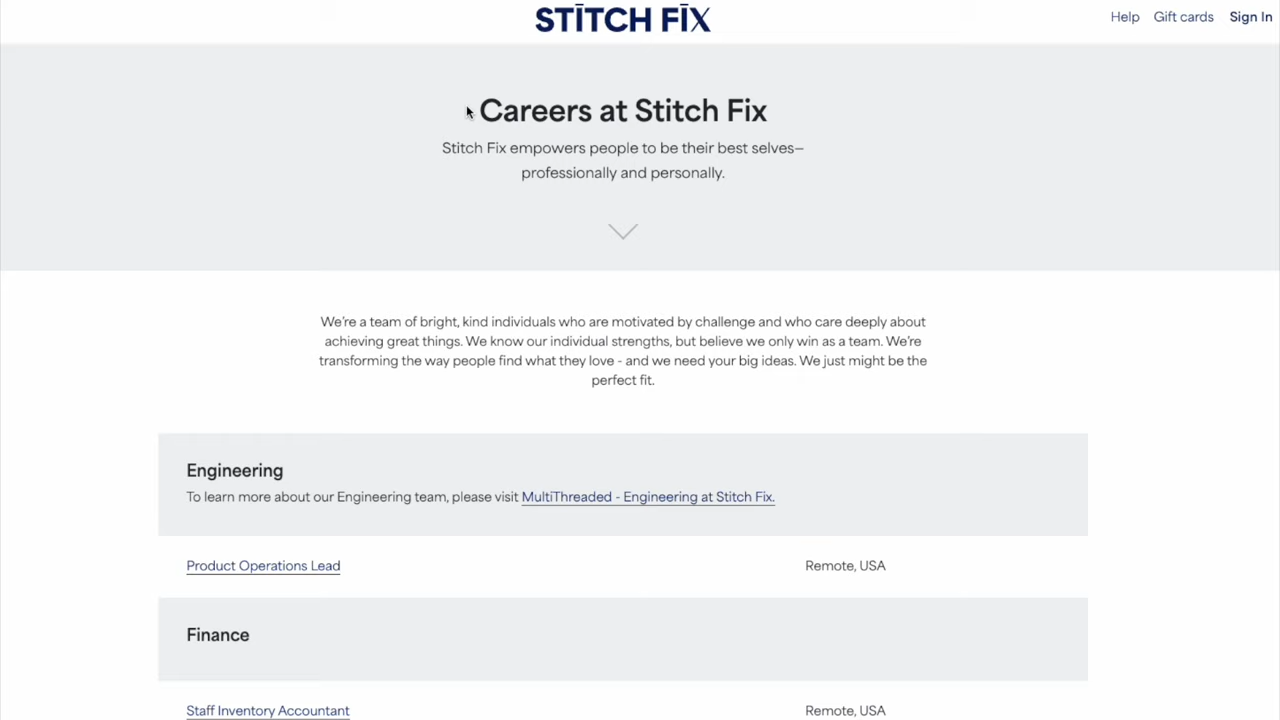 STITCH FIX
Help Gift cards Sign In
Careers at Stitch Fix
Stitch Fix empowers people to be their best selves—
professionally and personally.
We're a team of bright, kind individuals who are motivated by challenge and who care deeply about
achieving great things. We know our individual strengths, but believe we only win as a team. We're
transforming the way people find what they love - and we need your big ideas. We just might be the
perfect fit.
Engineering
To learn more about our Engineering team, please visit MultiThreaded - Engineering at Stitch Fix.
Product Operations Lead Remote, USA
Finance
Staff Inventory Accountant Remote, USA